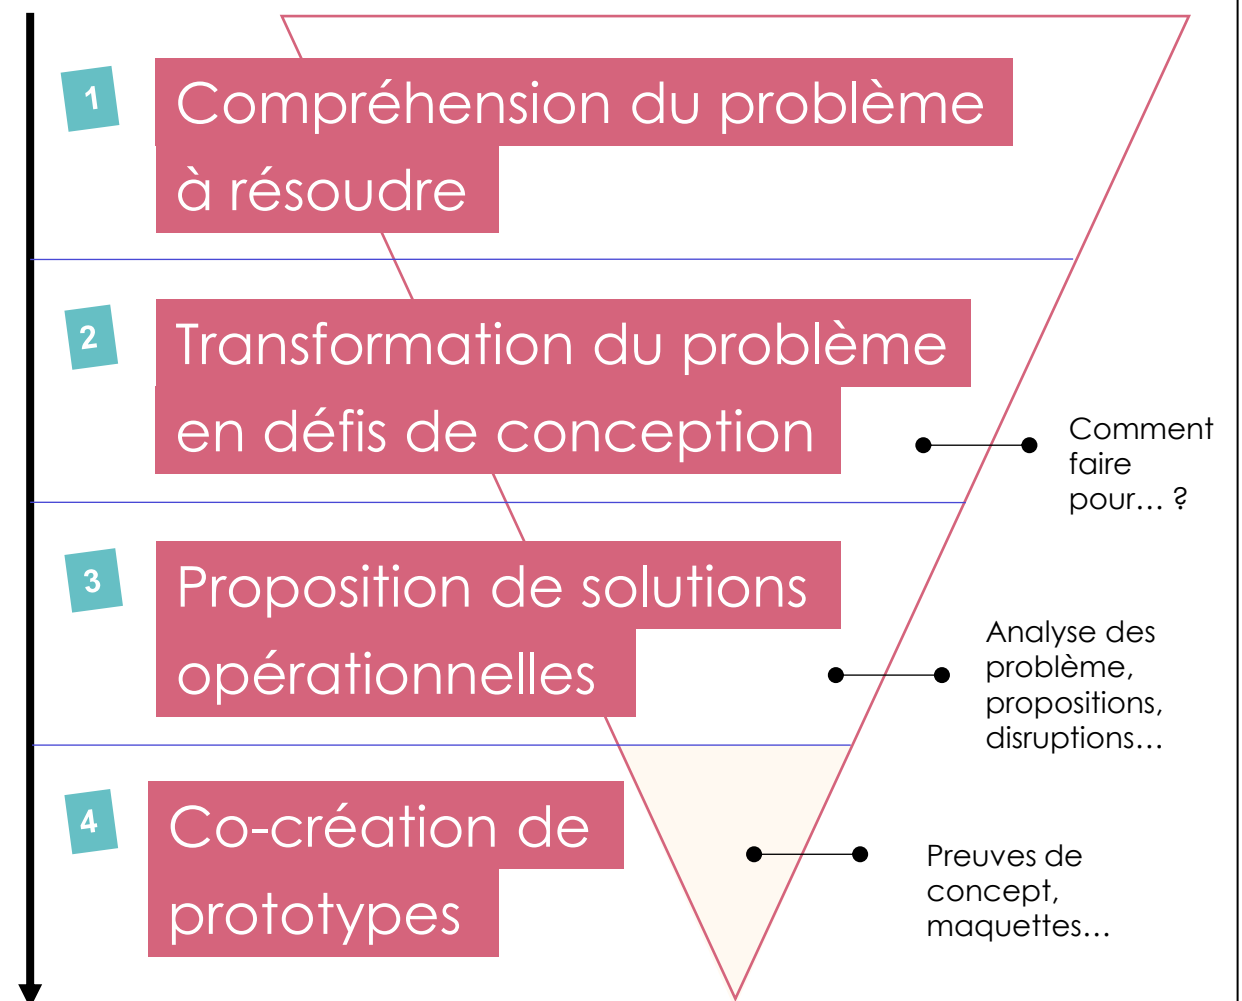 1
Compréhension du problème
à résoudre
2
Transformation du problème
en défis de conception
Comment
faire
pour… ?
3
Proposition de solutions
opérationnelles
Analyse des
problème,
propositions,
disruptions…
4
Co-création de
prototypes
Preuves de
concept,
maquettes…